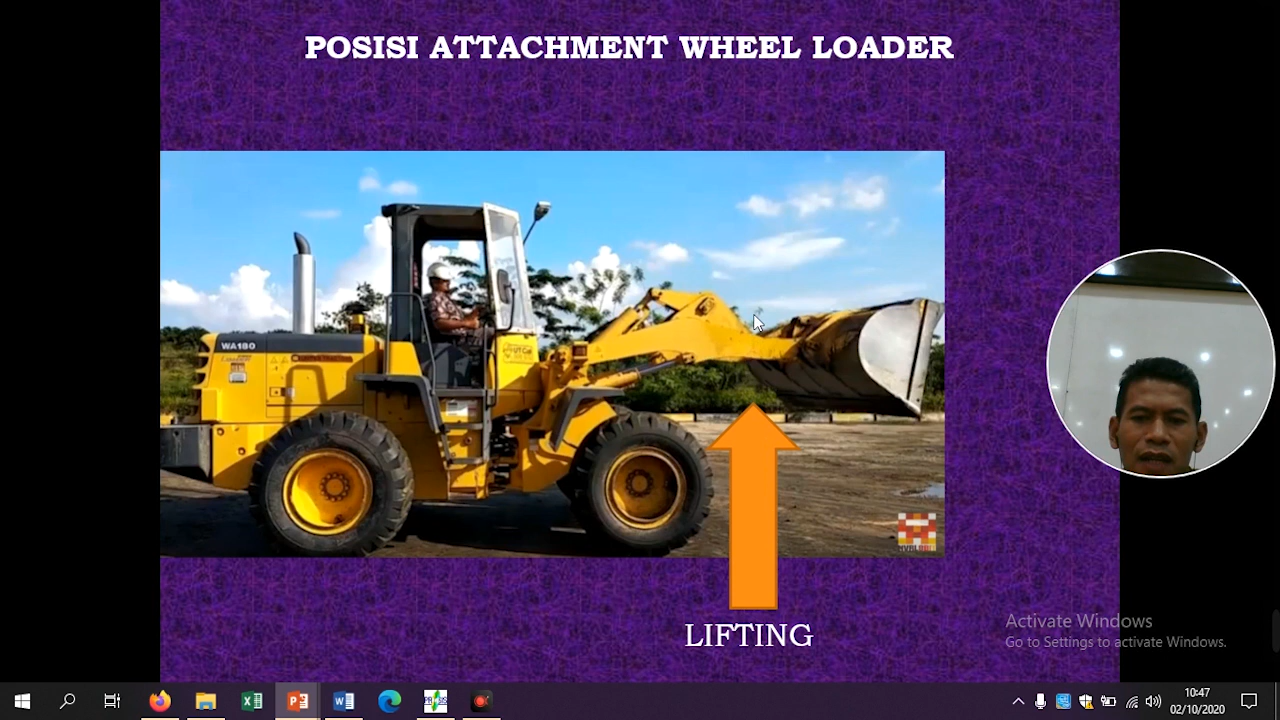 POSISI ATTACHMENT WHEEL LOADER
WA180
LIFTING
Activate Windows
Go to Settings to activate Windows.
10:47
02/10/2020